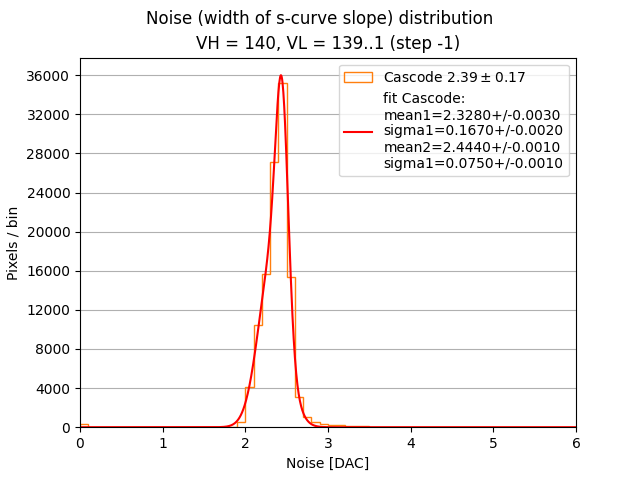 Noise (width of s-curve slope) distribution
VH = 140, VL = 139..1 (step -1)
Cascode 2.39 ± 0.17
fit Cascode:
mean1=2.3280+/-0.0030
sigma1=0.1670+/-0.0020
mean2=2.4440+/-0.0010
sigma1=0.0750+/-0.0010
Pixels / bin
36000
32000
28000
24000
20000
16000
12000
8000
4000
0
0 1 2 3 4 5 6
Noise [DAC]